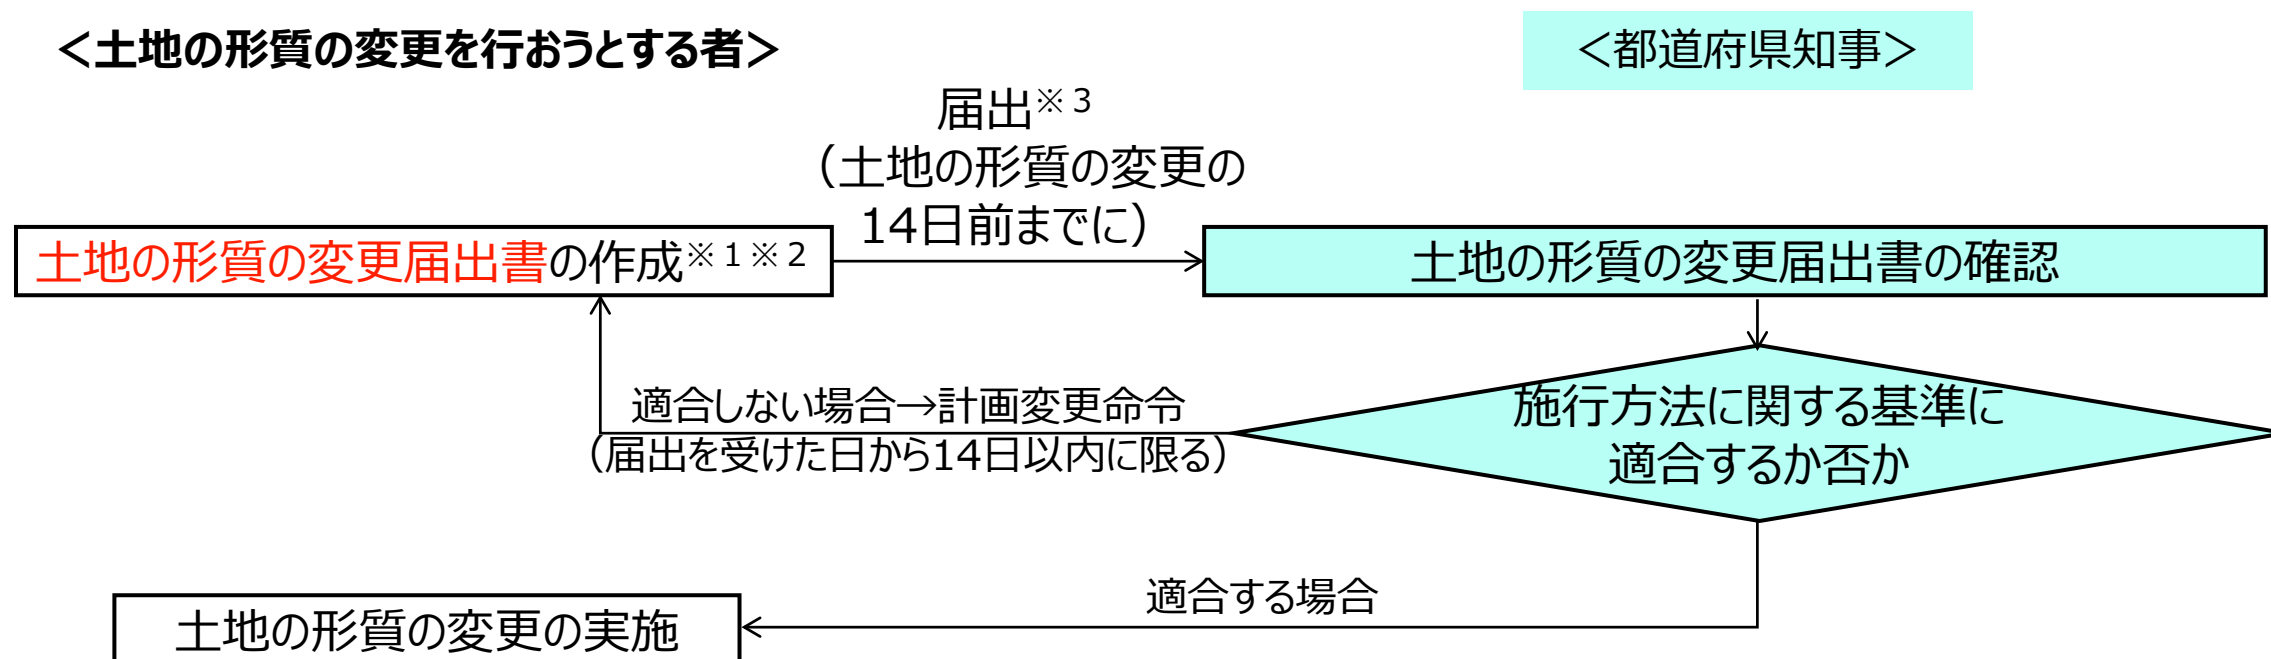 ＜土地の形質の変更を行おうとする者＞
＜都道府県知事＞
届出※３
（土地の形質の変更の
14日前までに）
土地の形質の変更届出書の作成※１※２
土地の形質の変更届出書の確認
適合しない場合→計画変更命令
（届出を受けた日から14日以内に限る）
施行方法に関する基準に
適合するか否か
適合する場合
土地の形質の変更の実施